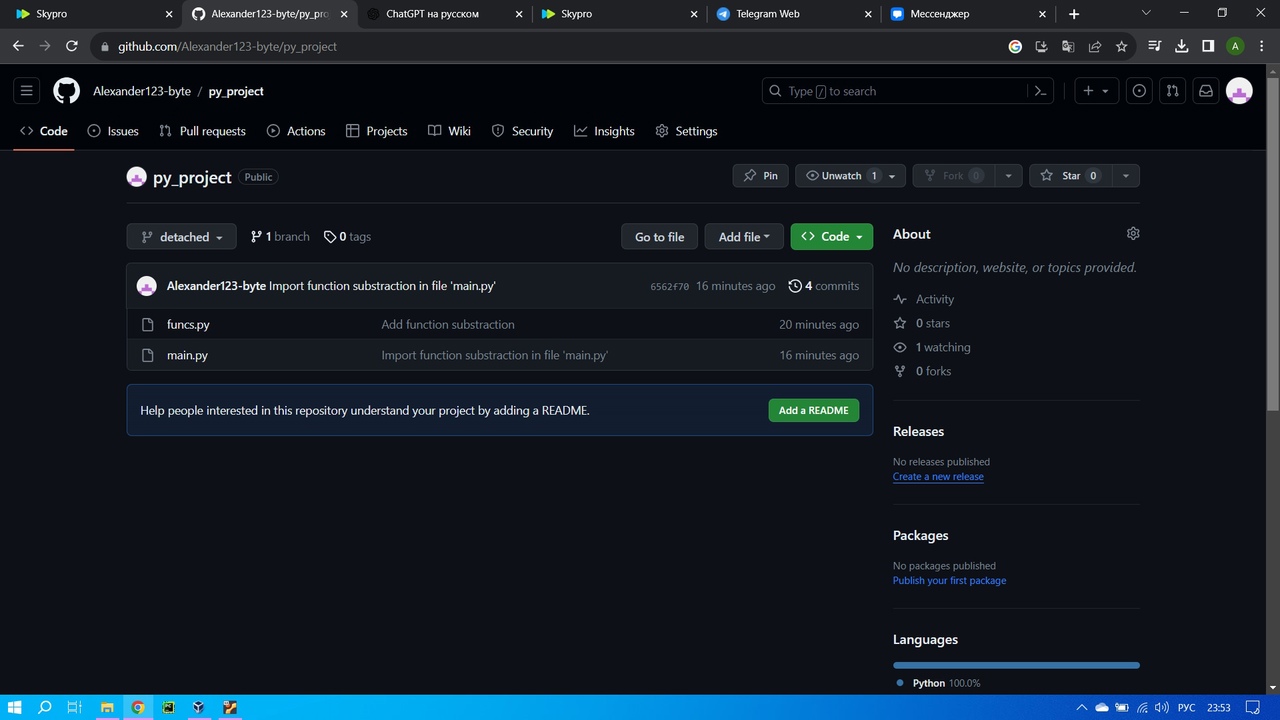 Skypro
Alexander123-byte/py_pro
ChatGPT на русском
Skypro
Telegram Web
Мессенджер
github.com/Alexander123-byte/py_project
A
Alexander123-byte / py_project
Type / to search
Code
Issues
Pull requests
Actions
Projects
Wiki
Security
Insights
Settings
py_project Public
Pin
Unwatch 1
Fork 0
Star 0
detached
1 branch
0 tags
Go to file
Add file
Code
Alexander123-byte Import function substraction in file 'main.py'
6562f70 16 minutes ago
4 commits
funcs.py Add function substraction 20 minutes ago
main.py Import function substraction in file 'main.py' 16 minutes ago
Help people interested in this repository understand your project by adding a README.
Add a README
About
No description, website, or topics provided.
Activity
0 stars
1 watching
0 forks
Releases
No releases published
Create a new release
Packages
No packages published
Publish your first package
Languages
Python 100.0%
РУС
23:53